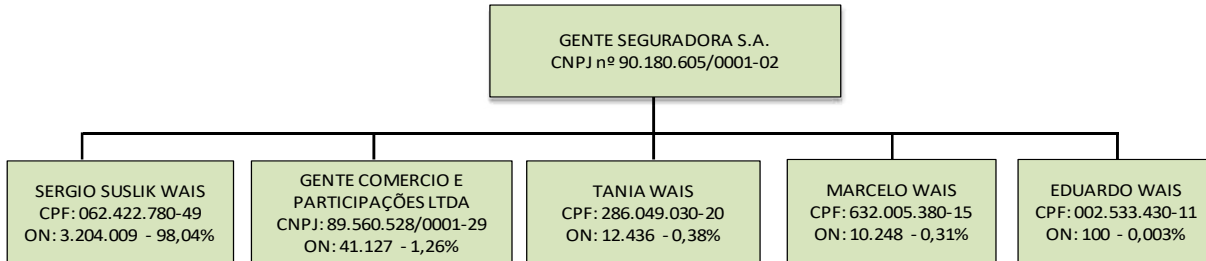 GENTE SEGURADORA S.A.
CNPJ nº 90.180.605/0001-02
SERGIO SUSLIK WAIS
CPF: 062.422.780-49
ON: 3.204.009 - 98,04%
GENTE COMERCIO E
PARTICIPAÇÕES LTDA
CNPJ: 89.560.528/0001-29
ON: 41.127 - 1,26%
TANIA WAIS
CPF: 286.049.030-20
ON: 12.436 - 0,38%
MARCELO WAIS
CPF: 632.005.380-15
ON: 10.248 - 0,31%
EDUARDO WAIS
CPF: 002.533.430-11
ON: 100 - 0,003%